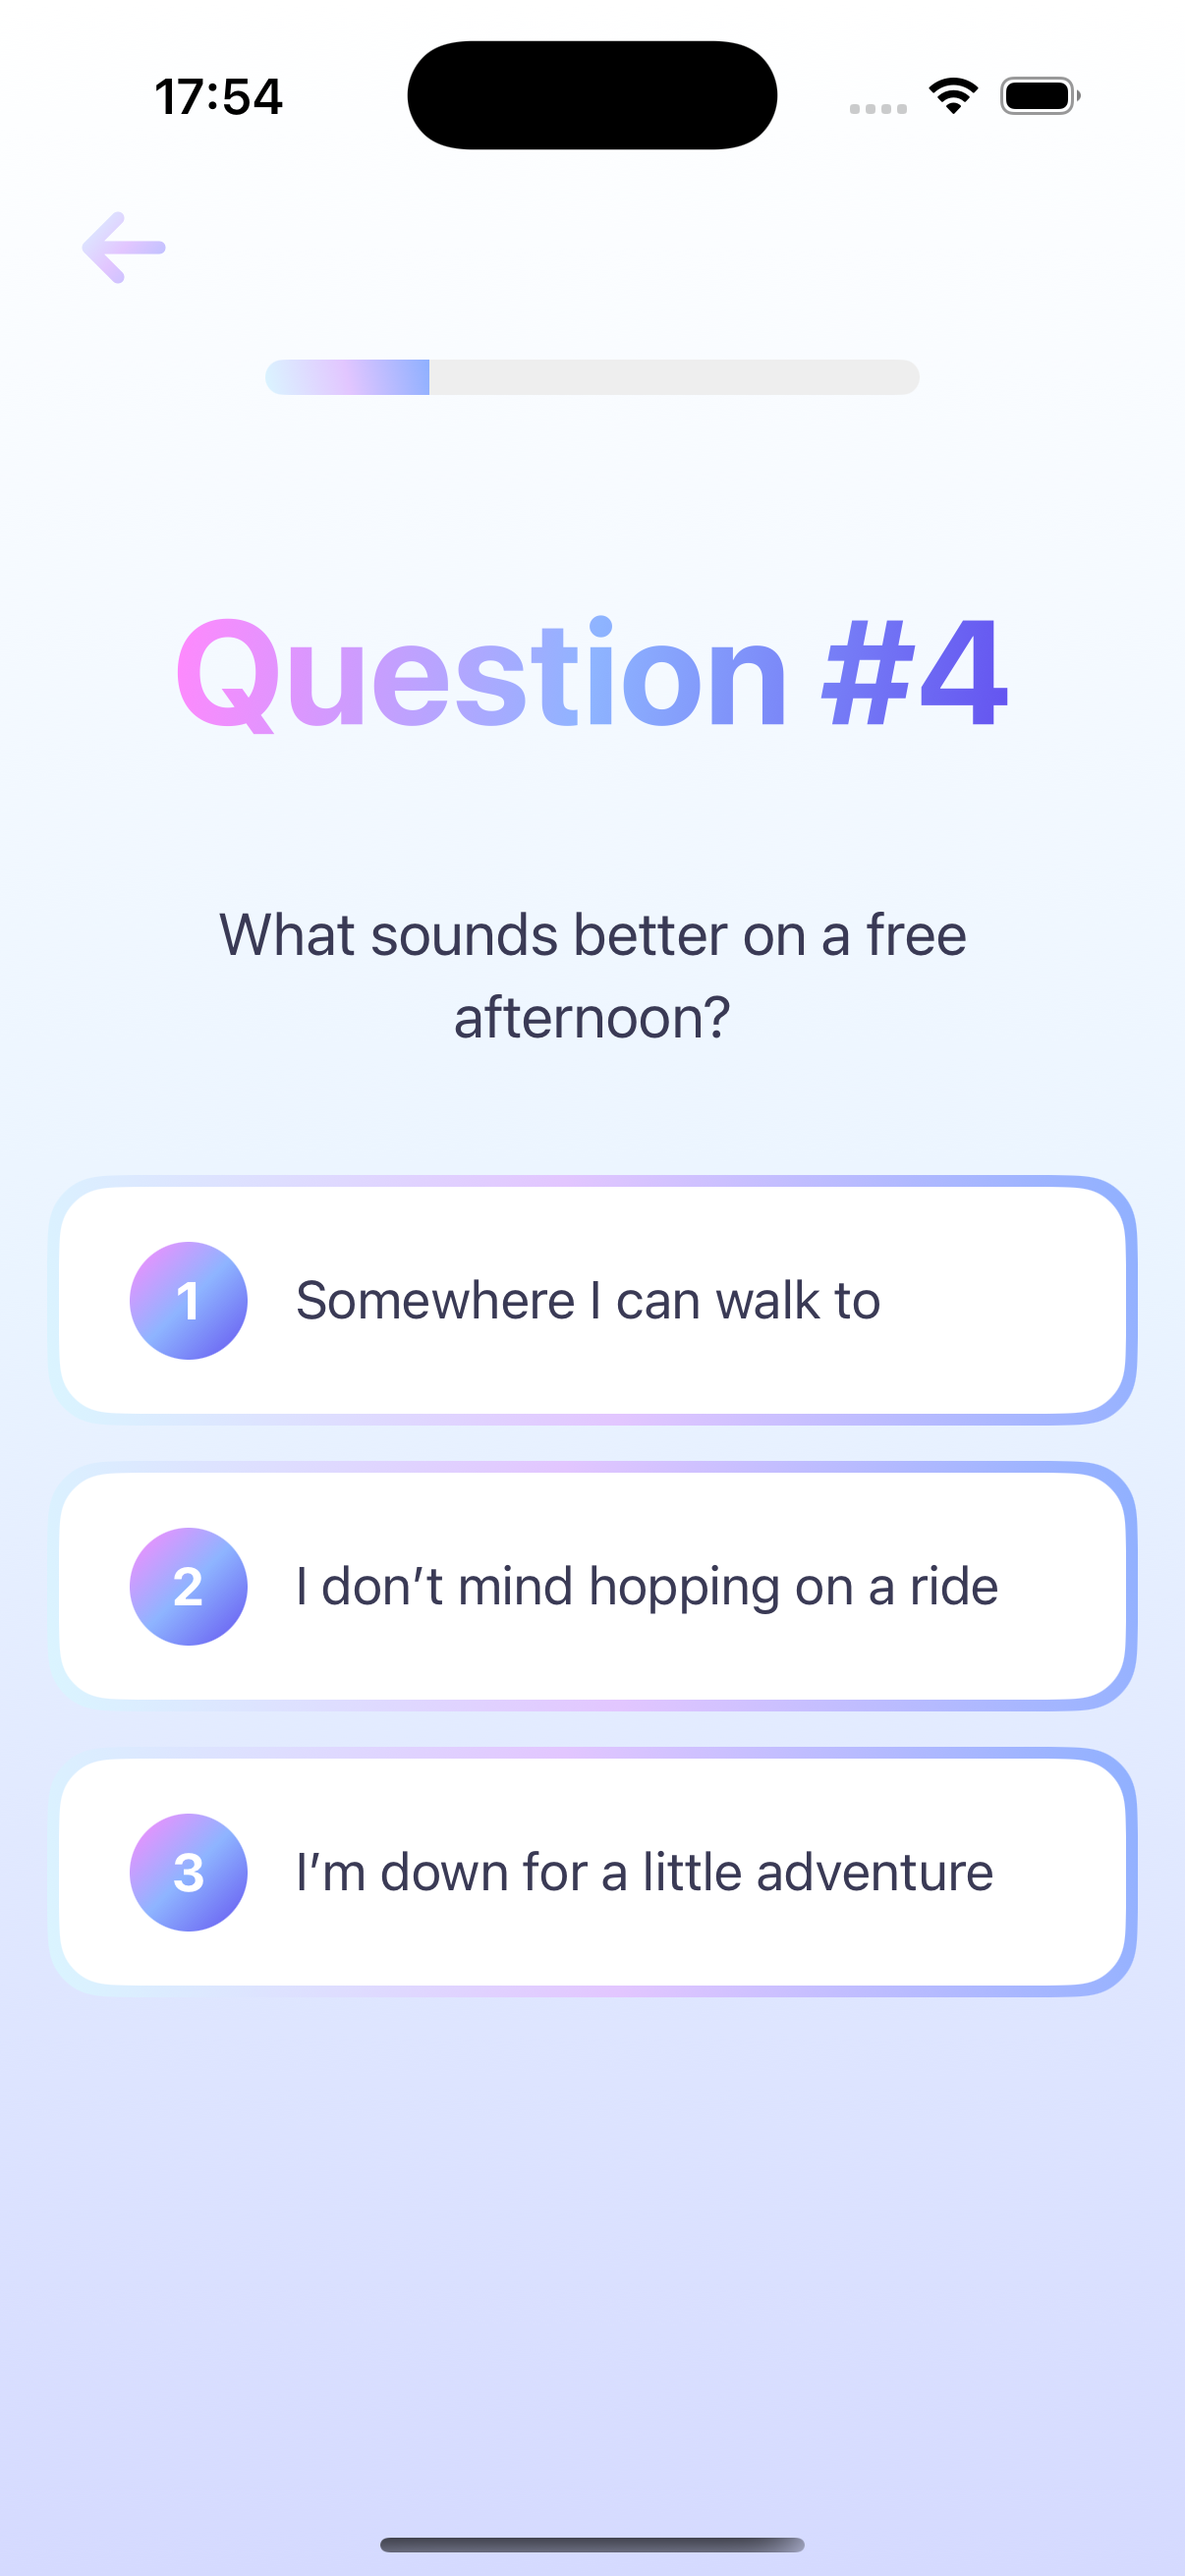 17:54
Question #4
What sounds better on a free
afternoon?
1 Somewhere I can walk to
2 I don’t mind hopping on a ride
3 I’m down for a little adventure